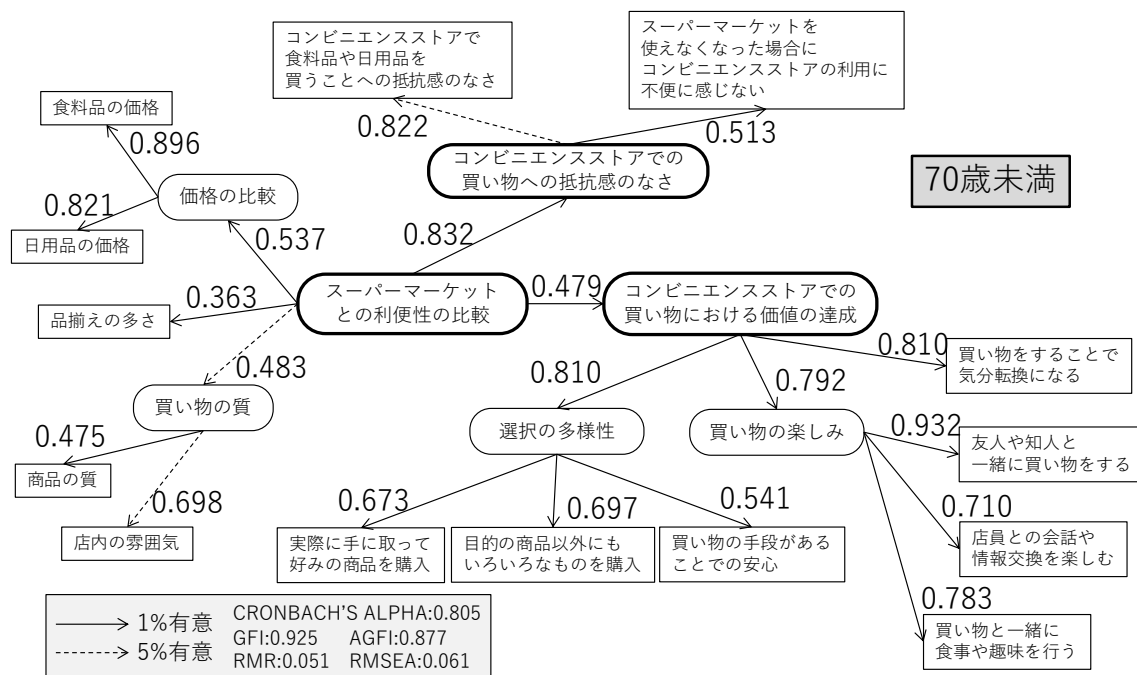 コンビニエンスストアで
食料品や日用品を
買うことへの抵抗感のなさ
スーパーマーケットを
使えなくなった場合に
コンビニエンスストアの利用に
不便に感じない
食料品の価格
0.896
0.822
0.513
コンビニエンスストアでの
買い物への抵抗感のなさ
70歳未満
価格の比較
0.821
日用品の価格
0.537
0.832
スーパーマーケット
との利便性の比較
0.479
コンビニエンスストアでの
買い物における価値の達成
0.363
品揃えの多さ
0.483
買い物の質
0.475
商品の質
0.698
店内の雰囲気
0.810
0.792
0.810
買い物をすることで
気分転換になる
選択の多様性
買い物の楽しみ
0.932
友人や知人と
一緒に買い物をする
0.673
0.697
0.541
0.710
実際に手に取って
好みの商品を購入
目的の商品以外にも
いろいろなものを購入
買い物の手段がある
ことでの安心
店員との会話や
情報交換を楽しむ
0.783
買い物と一緒に
食事や趣味を行う
1%有意
5%有意
CRONBACH'S ALPHA:0.805
GFI:0.925 AGFI:0.877
RMR:0.051 RMSEA:0.061